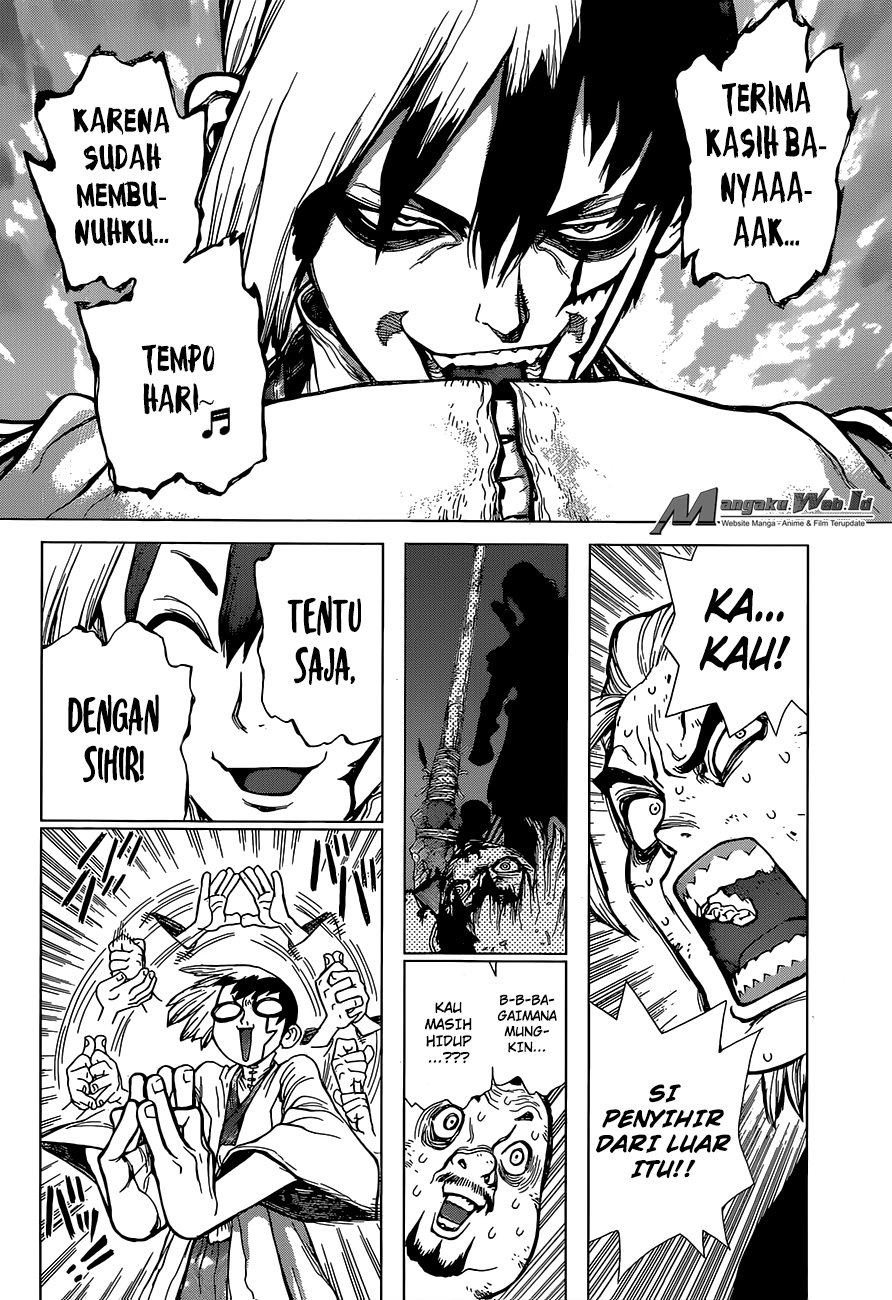 TERIMA
KASIH BA-
NYAAA-
AAK...
KARENA
SUDAH
MEMBU-
NUHKU...
TEMPO
HARI~
Mangaku.Web.Id
Website Manga - Anime & Film Terupdate
KA...
KAU!
SI
PENYIHIR
DARI LUAR
ITU!!
B-B-BA-
GAIMANA
MUNG-
KIN...
KAU
MASIH
HIDUP
...???
TENTU
SAJA,
DENGAN
SIHIR!